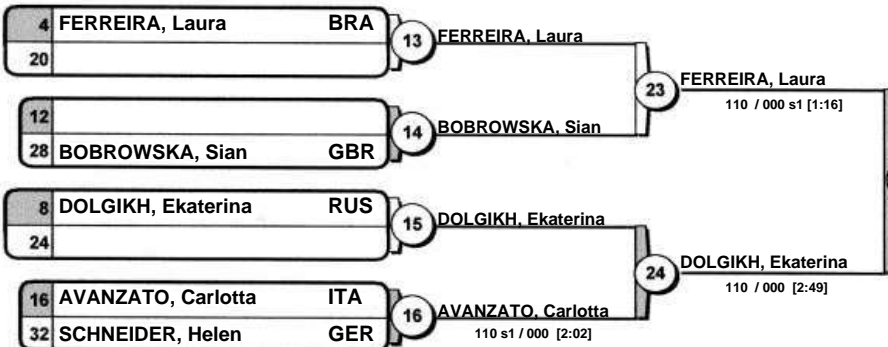 4 FERREIRA, Laura BRA
20
13 FERREIRA, Laura
12
28 BOBROWSKA, Sian GBR
14 BOBROWSKA, Sian
23 FERREIRA, Laura
110 / 000 s1 [1:16]
8 DOLGIKH, Ekaterina RUS
24
15 DOLGIKH, Ekaterina
16 AVANZATO, Carlotta ITA
32 SCHNEIDER, Helen GER
16 AVANZATO, Carlotta
110 s1 / 000 [2:02]
24 DOLGIKH, Ekaterina
110 / 000 [2:49]